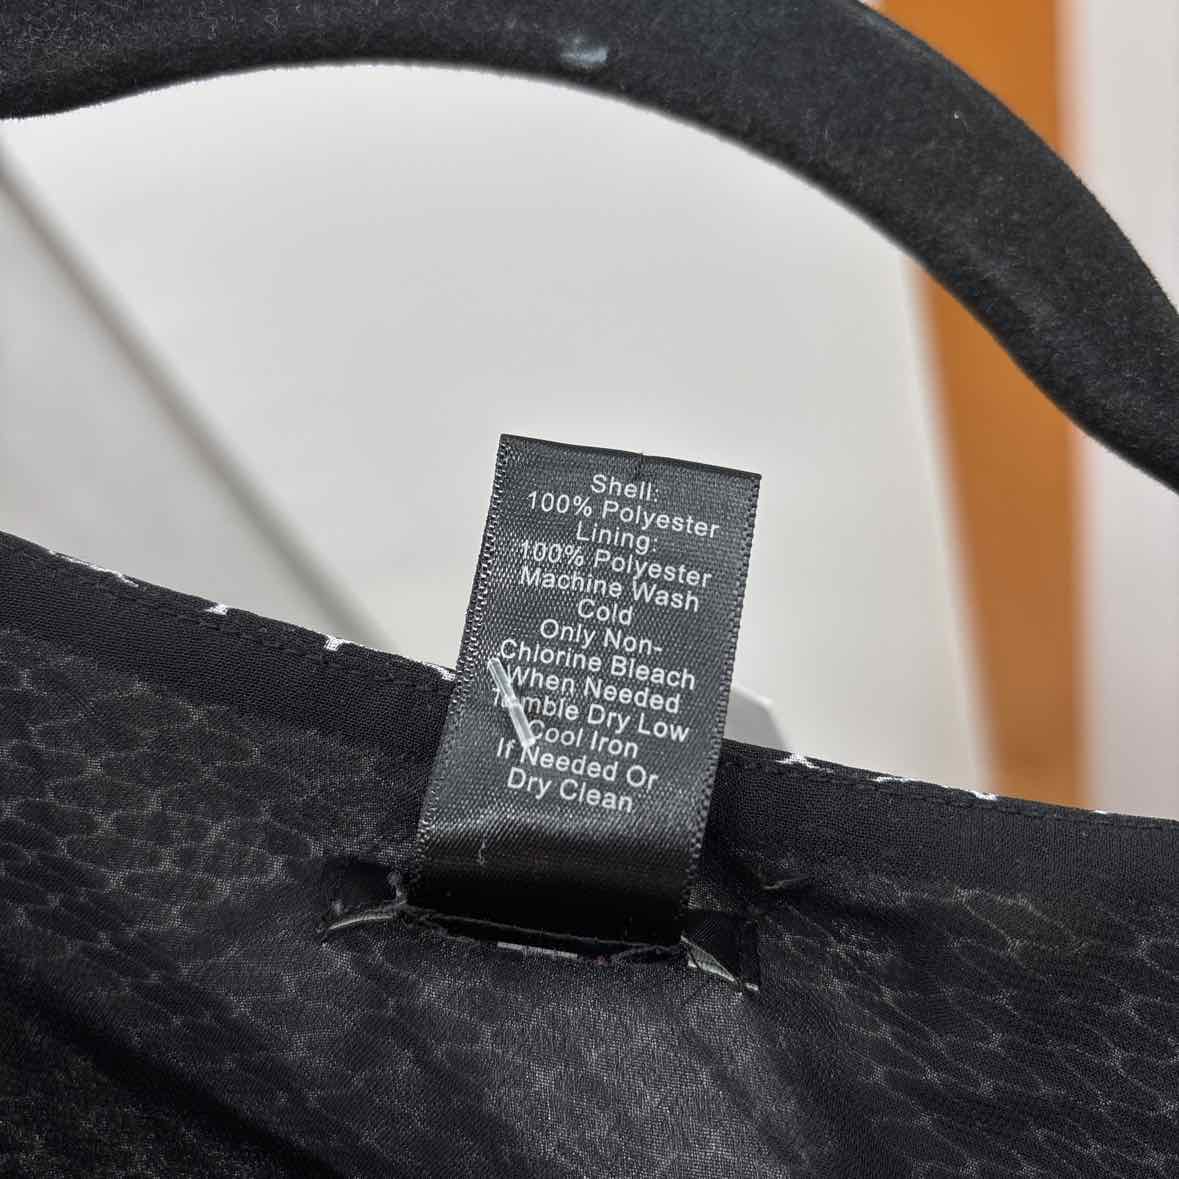 Shell:
100% Polyester
Lining:
100% Polyester
Machine Wash
Cold
Only Non-
Chlorine Bleach
When Needed
Tumble Dry Low
Cool Iron
If Needed Or
Dry Clean